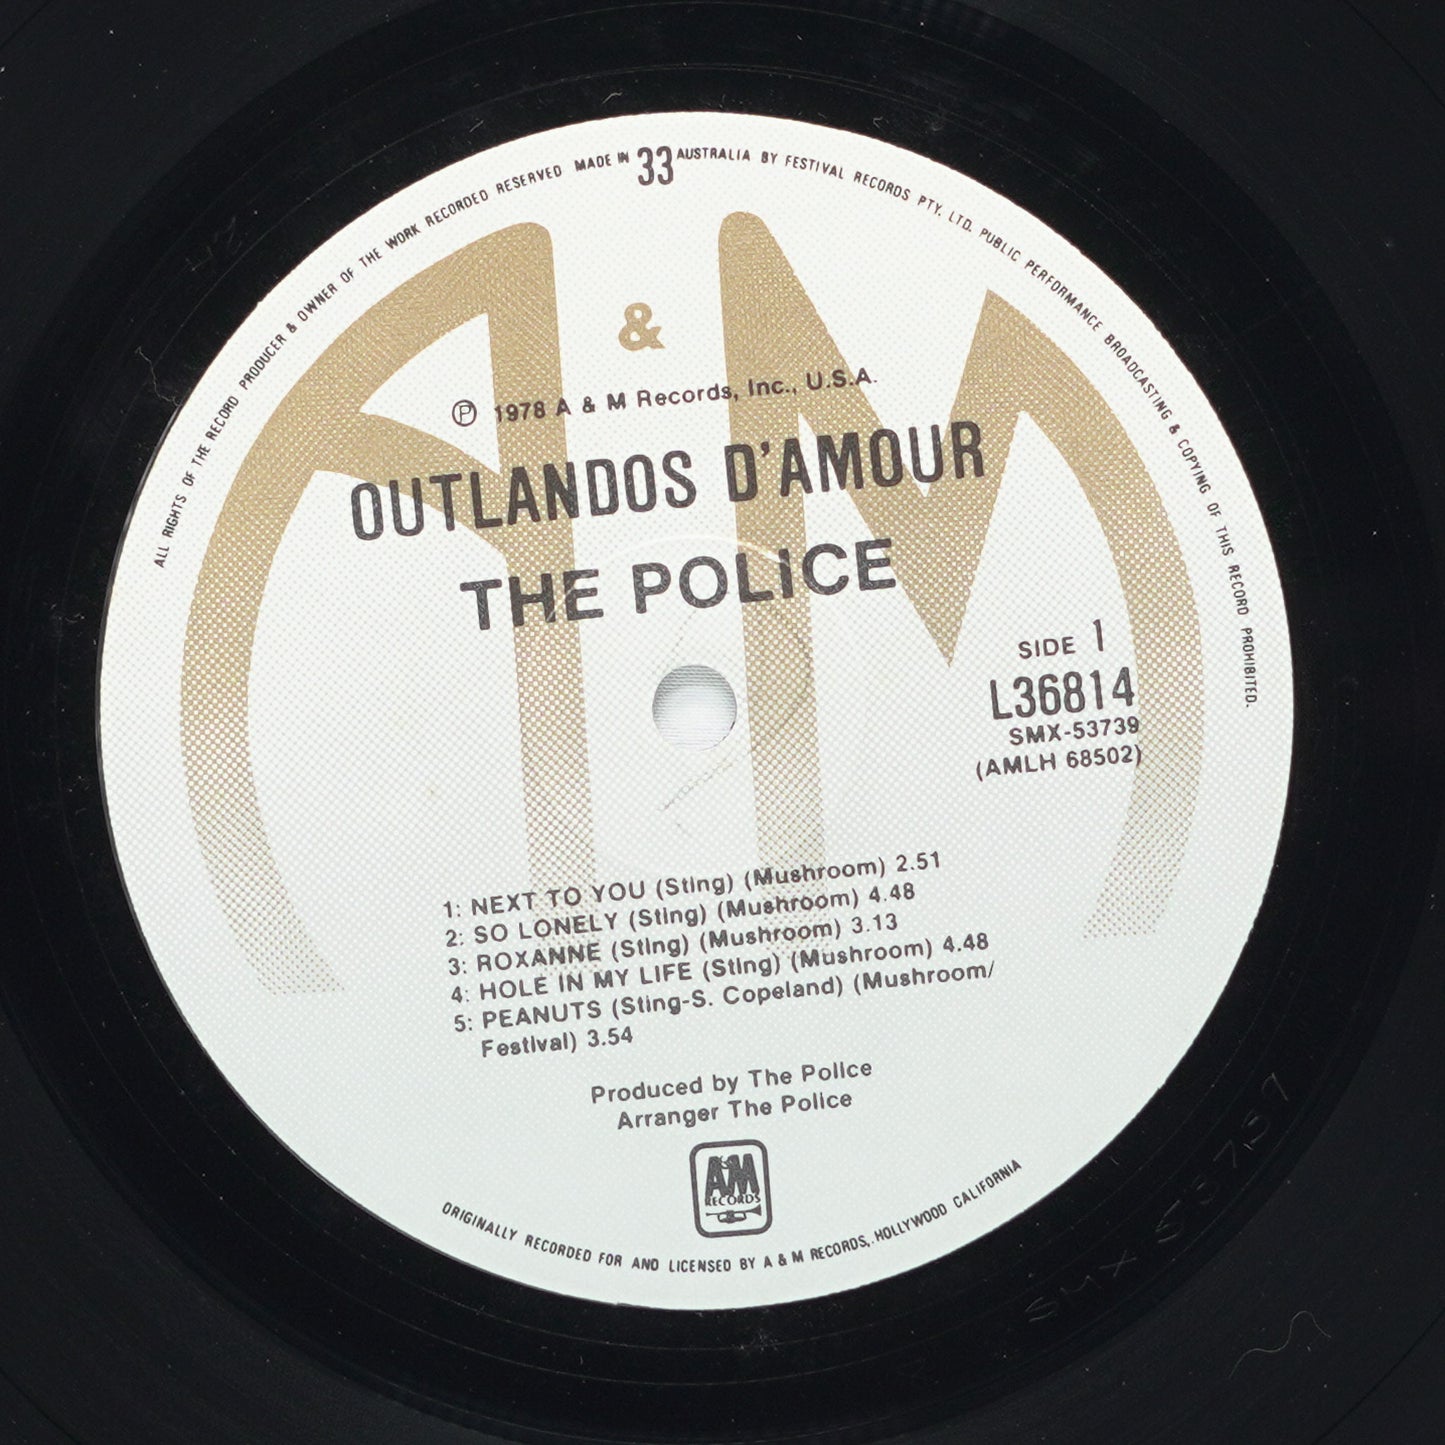 ALL RIGHTS OF THE RECORD PRODUCER & OWNER OF THE WORK RECORDED RESERVED MADE IN 33 AUSTRALIA BY FESTIVAL RECORDS PTY. LTD. PUBLIC PERFORMANCE BROADCASTING & COPYING OF THIS RECORD PROHIBITED.
A & M
℗ 1978 A & M Records, Inc., U.S.A.
OUTLANDOS D'AMOUR
THE POLICE
SIDE 1
L36814
SMX-53739
(AMLH 68502)
1: NEXT TO YOU (Sting) (Mushroom) 2.51
2: SO LONELY (Sting) (Mushroom) 4.48
3: ROXANNE (Sting) (Mushroom) 3.13
4: HOLE IN MY LIFE (Sting) (Mushroom) 4.48
5: PEANUTS (Sting-S. Copeland) (Mushroom/
Festival) 3.54
Produced by The Police
Arranger The Police
A&M
RECORDS
ORIGINALLY RECORDED FOR AND LICENSED BY A & M RECORDS, HOLLYWOOD CALIFORNIA
SMX 53739